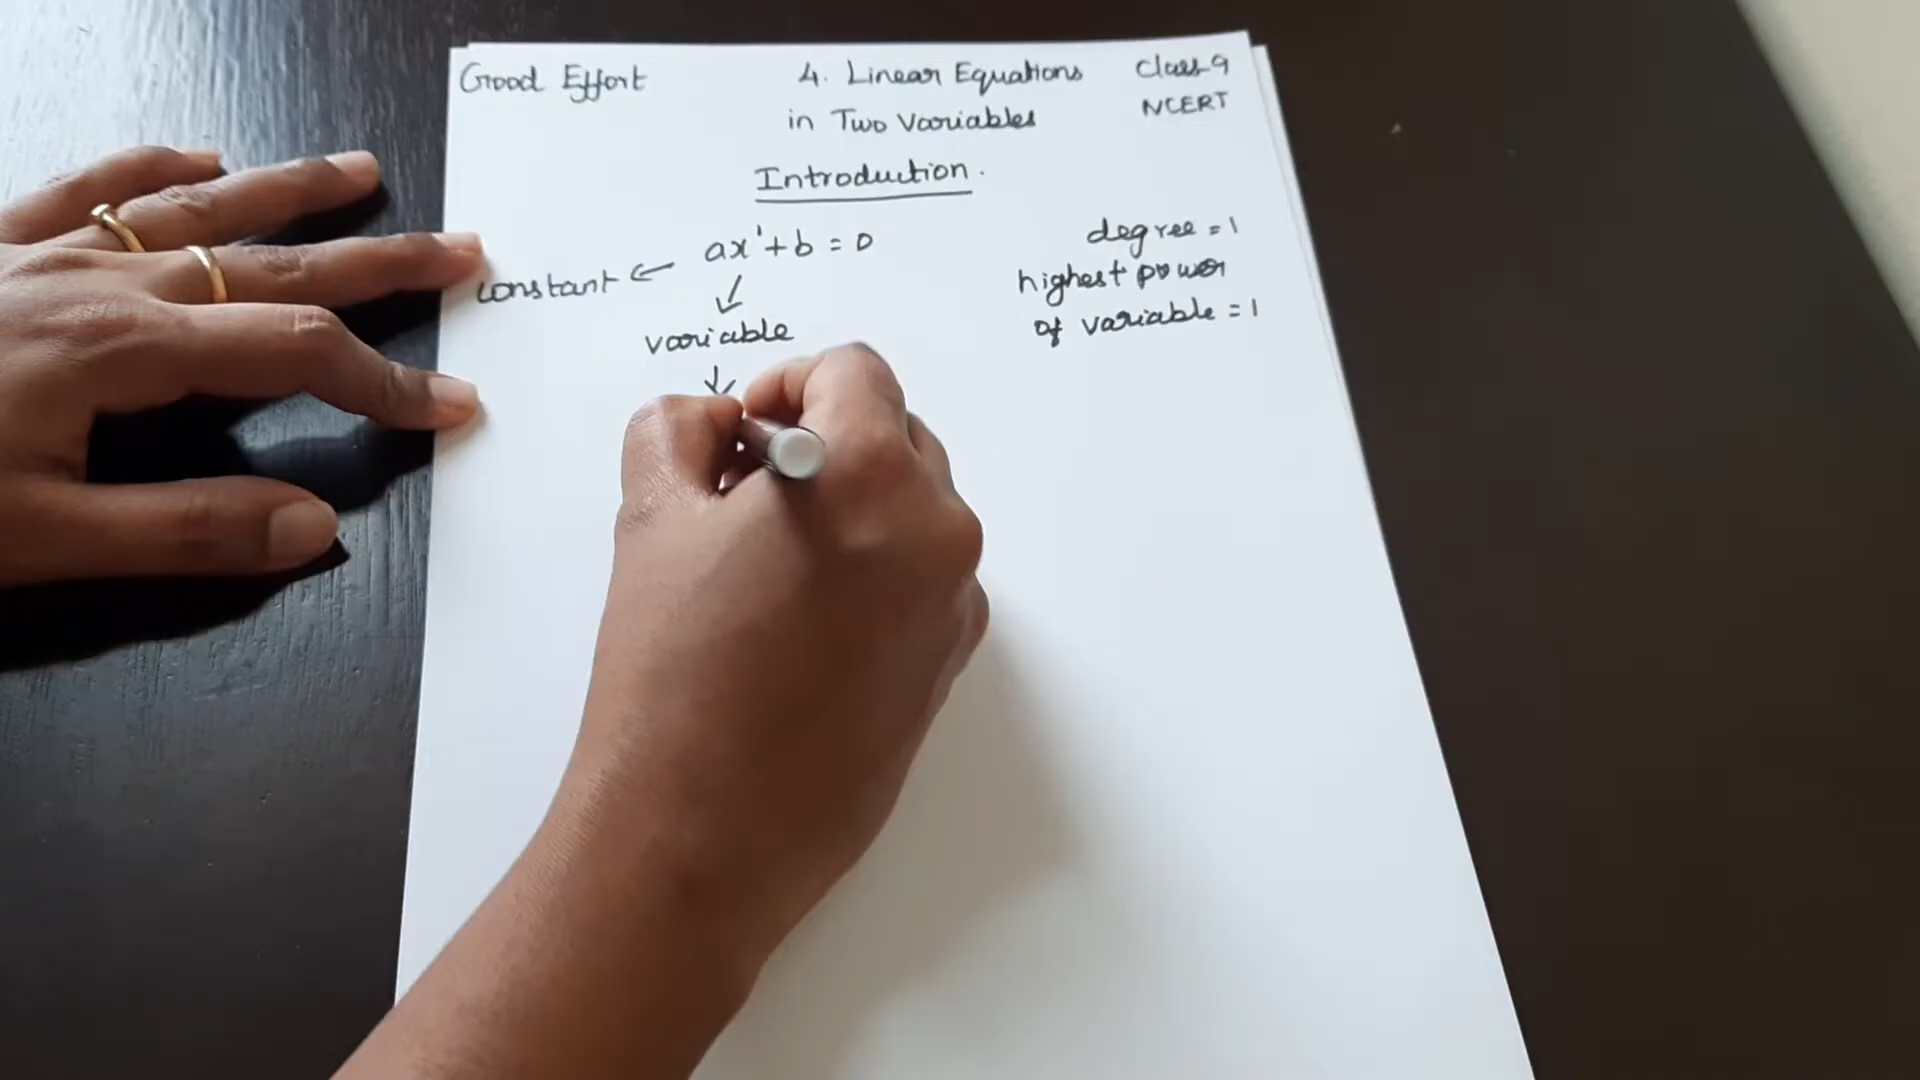 Good Effort
4. Linear Equations
in Two Variables
Class 9
NCERT
Introduction.
ax¹ + b = 0
constant ←
↓
variable
↓
degree = 1
highest power
of variable = 1